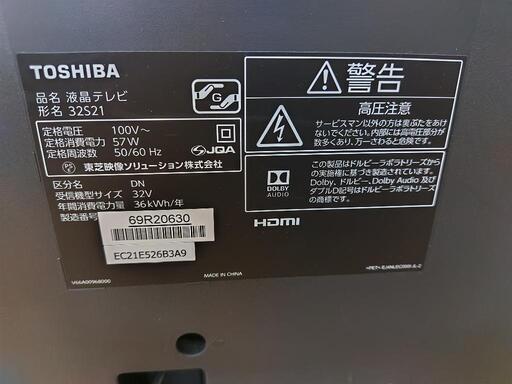 TOSHIBA
品名 液晶テレビ
形名 32S21
定格電圧 100V~
定格消費電力 57W
定格周波数 50/60 Hz
JQA
PS E 東芝映像ソリューション株式会社
区分名 DN
受信機型サイズ 32V
年間消費電力量 36kWh/年
製造番号
69R20630
EC21E526B3A9
V66A00968000
MADE IN CHINA
G
警告
高圧注意
サービスマン以外の方は裏ぶたをあけ
ないでください。内部には高電圧部分が
数多くあり、万一さわると危険です。
DOLBY
AUDIO
この製品はドルビーラボラトリーズから
の実施権に基づき製造されています。
Dolby、ドルビー、Dolby Audio 及び
ダブルD記号はドルビーラボラトリーズ
の商標です。
HDMI